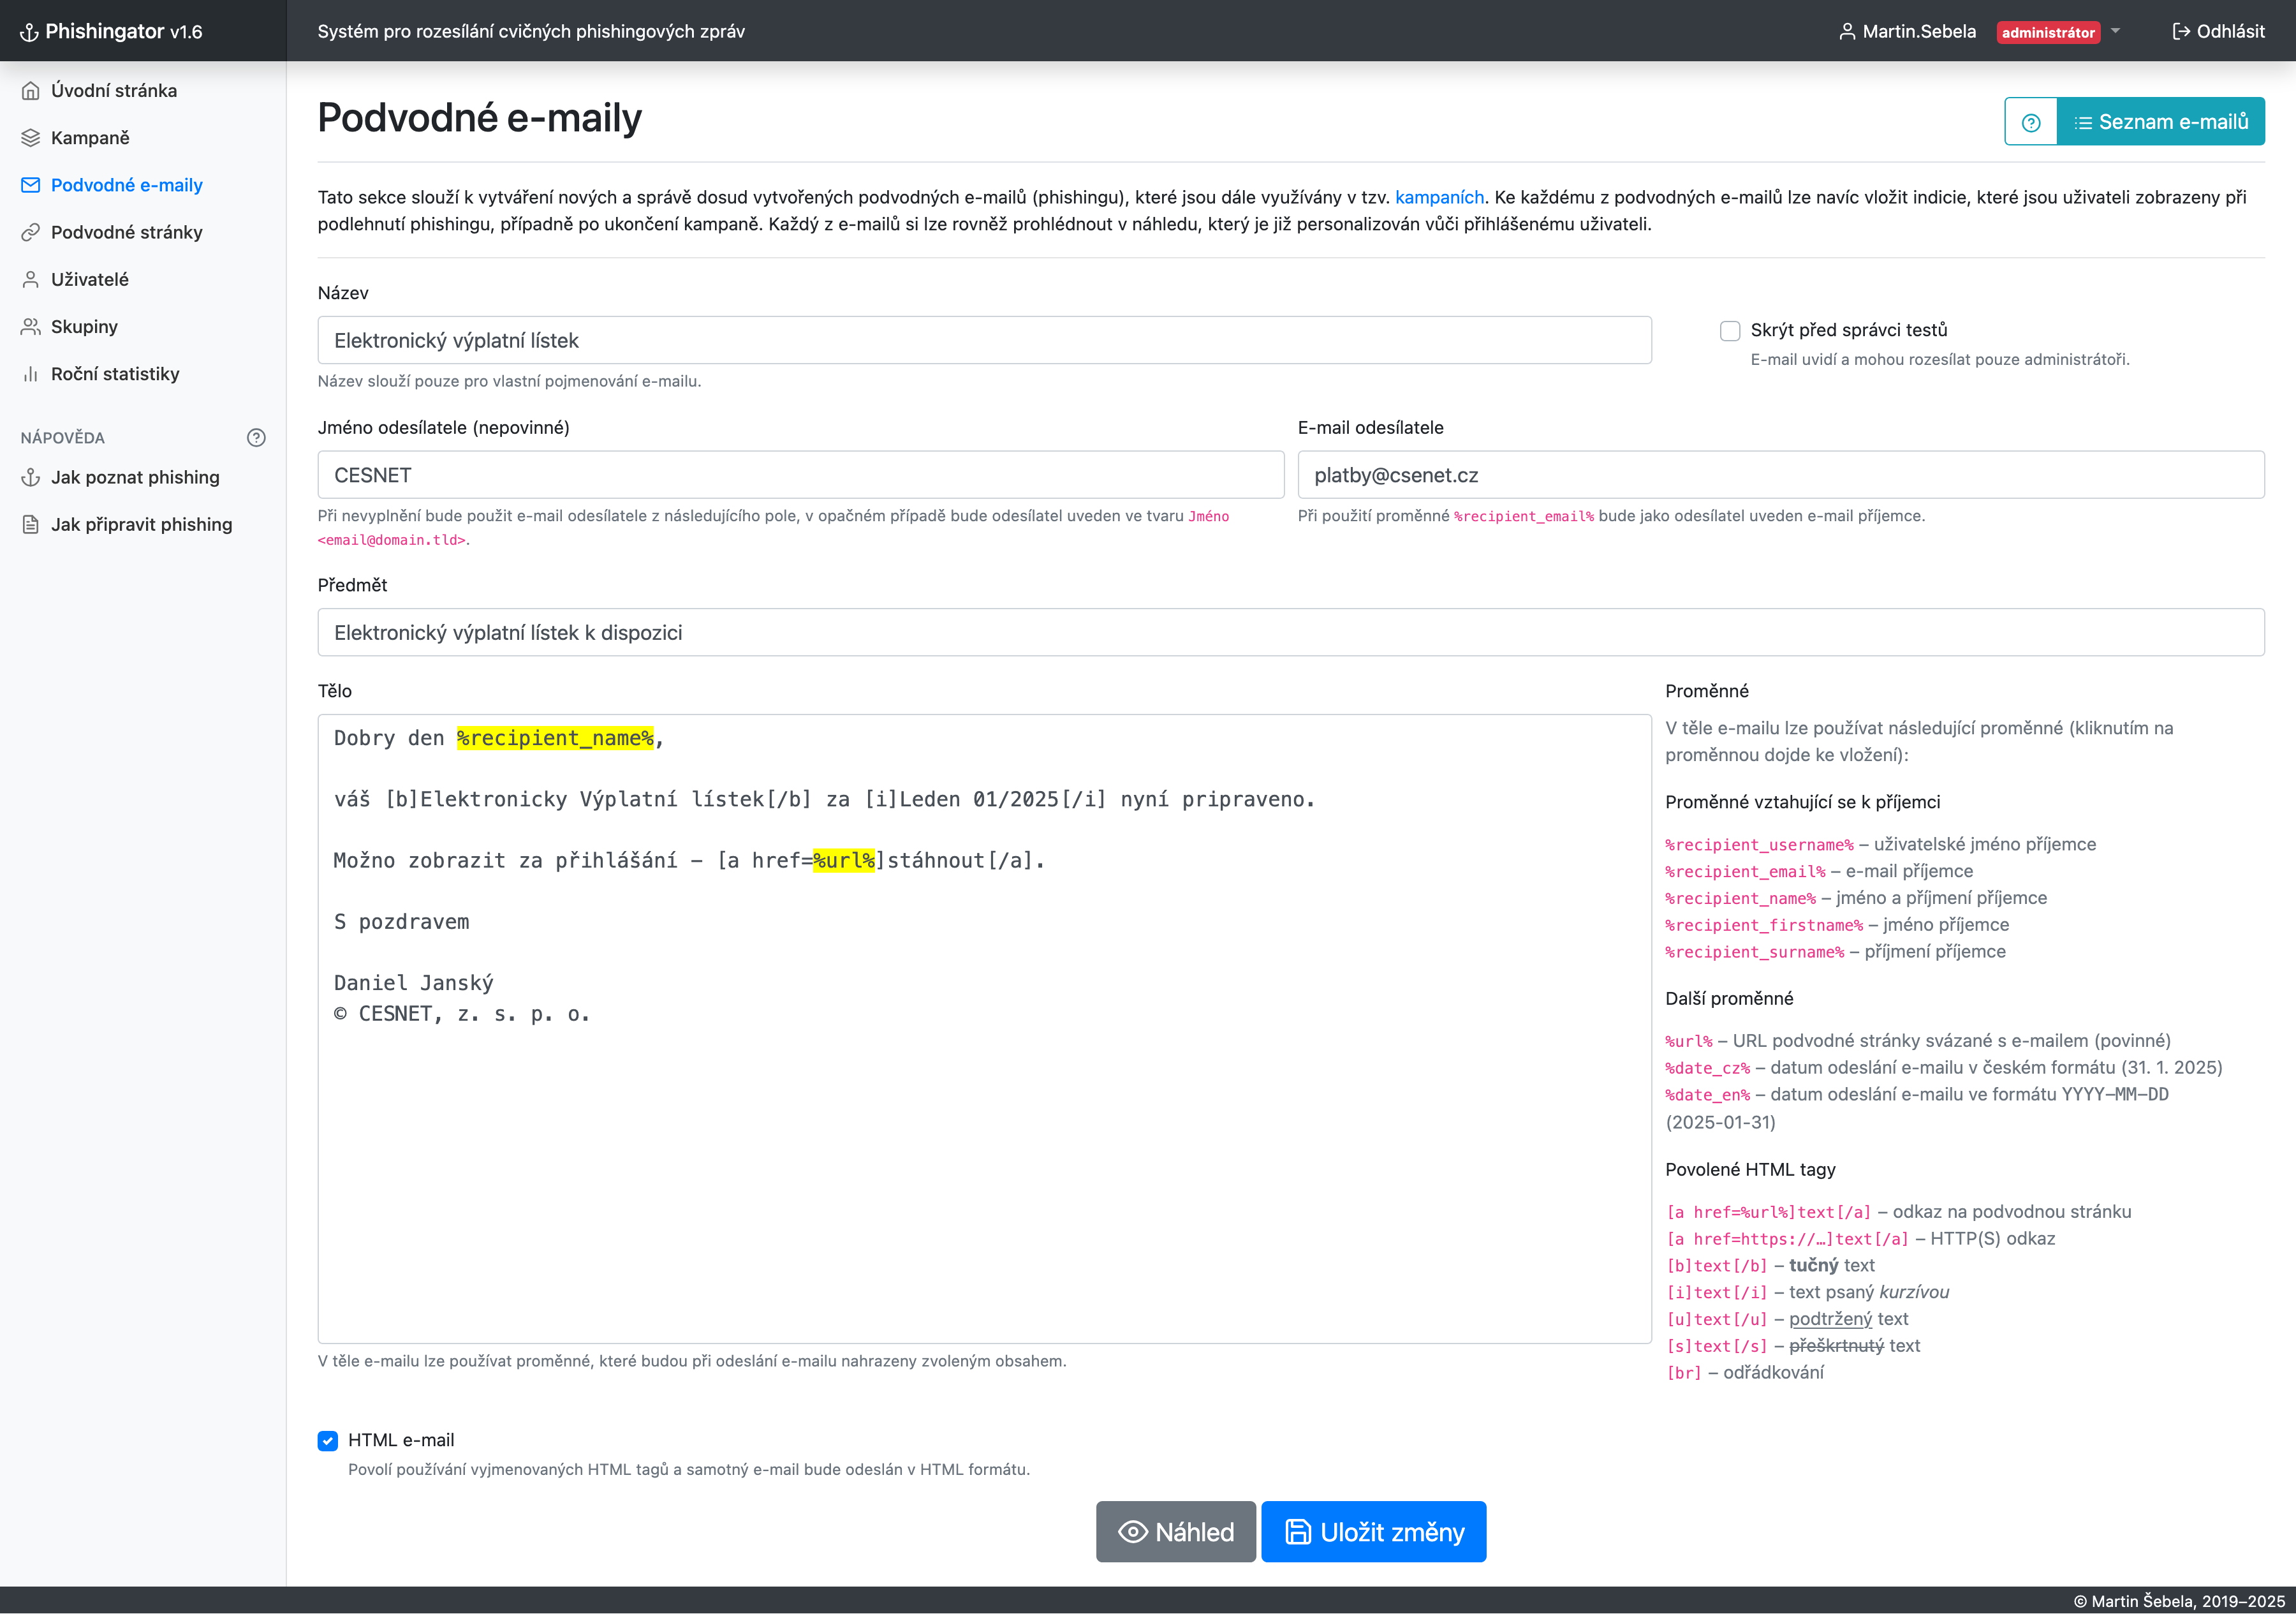 Phishingator v1.6
Systém pro rozesílání cvičných phishingových zpráv
Martin.Sebela administrátor
Odhlásit
Úvodní stránka
Kampaně
Podvodné e-maily
Podvodné stránky
Uživatelé
Skupiny
Roční statistiky
NÁPOVĚDA
Jak poznat phishing
Jak připravit phishing
Podvodné e-maily
Seznam e-mailů
Tato sekce slouží k vytváření nových a správě dosud vytvořených podvodných e-mailů (phishingu), které jsou dále využívány v tzv. kampaních. Ke každému z podvodných e-mailů lze navíc vložit indicie, které jsou uživateli zobrazeny při
podlehnutí phishingu, případně po ukončení kampaně. Každý z e-mailů si lze rovněž prohlédnout v náhledu, který je již personalizován vůči přihlášenému uživateli.
Název
Elektronický výplatní lístek
Název slouží pouze pro vlastní pojmenování e-mailu.
Skrýt před správci testů
E-mail uvidí a mohou rozesílat pouze administrátoři.
Jméno odesílatele (nepovinné)
CESNET
Při nevyplnění bude použit e-mail odesílatele z následujícího pole, v opačném případě bude odesílatel uveden ve tvaru Jméno
<email@domain.tld>.
E-mail odesílatele
platby@csenet.cz
Při použití proměnné %recipient_email% bude jako odesílatel uveden e-mail příjemce.
Předmět
Elektronický výplatní lístek k dispozici
Tělo
Dobry den %recipient_name%,
váš [b]Elektronicky Výplatní lístek[/b] za [i]Leden 01/2025[/i] nyní pripraveno.
Možno zobrazit za přihlášání – [a href=%url%]stáhnout[/a].
S pozdravem
Daniel Janský
© CESNET, z. s. p. o.
V těle e-mailu lze používat proměnné, které budou při odeslání e-mailu nahrazeny zvoleným obsahem.
Proměnné
V těle e-mailu lze používat následující proměnné (kliknutím na
proměnnou dojde ke vložení):
Proměnné vztahující se k příjemci
%recipient_username% – uživatelské jméno příjemce
%recipient_email% – e-mail příjemce
%recipient_name% – jméno a příjmení příjemce
%recipient_firstname% – jméno příjemce
%recipient_surname% – příjmení příjemce
Další proměnné
%url% – URL podvodné stránky svázané s e-mailem (povinné)
%date_cz% – datum odeslání e-mailu v českém formátu (31. 1. 2025)
%date_en% – datum odeslání e-mailu ve formátu YYYY–MM–DD
(2025-01-31)
Povolené HTML tagy
[a href=%url%]text[/a] – odkaz na podvodnou stránku
[a href=https://…]text[/a] – HTTP(S) odkaz
[b]text[/b] – tučný text
[i]text[/i] – text psaný kurzívou
[u]text[/u] – podtržený text
[s]text[/s] – přeškrtnutý text
[br] – odřádkování
HTML e-mail
Povolí používání vyjmenovaných HTML tagů a samotný e-mail bude odeslán v HTML formátu.
Náhled
Uložit změny
© Martin Šebela, 2019–2025